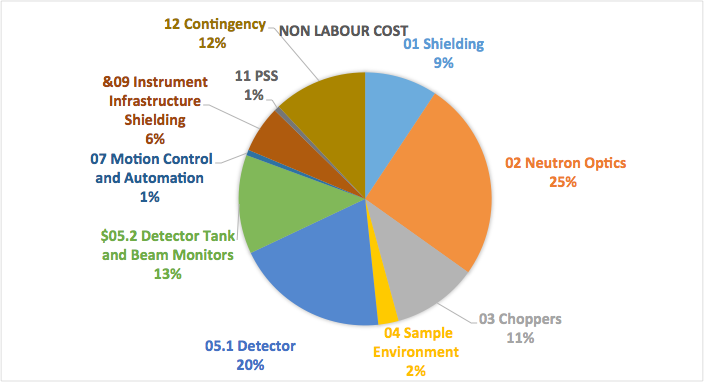 NON LABOUR COST
01 Shielding
9%
02 Neutron Optics
25%
03 Choppers
11%
04 Sample
Environment
2%
05.1 Detector
20%
$05.2 Detector Tank
and Beam Monitors
13%
07 Motion Control
and Automation
1%
&09 Instrument
Infrastructure
Shielding
6%
11 PSS
1%
12 Contingency
12%